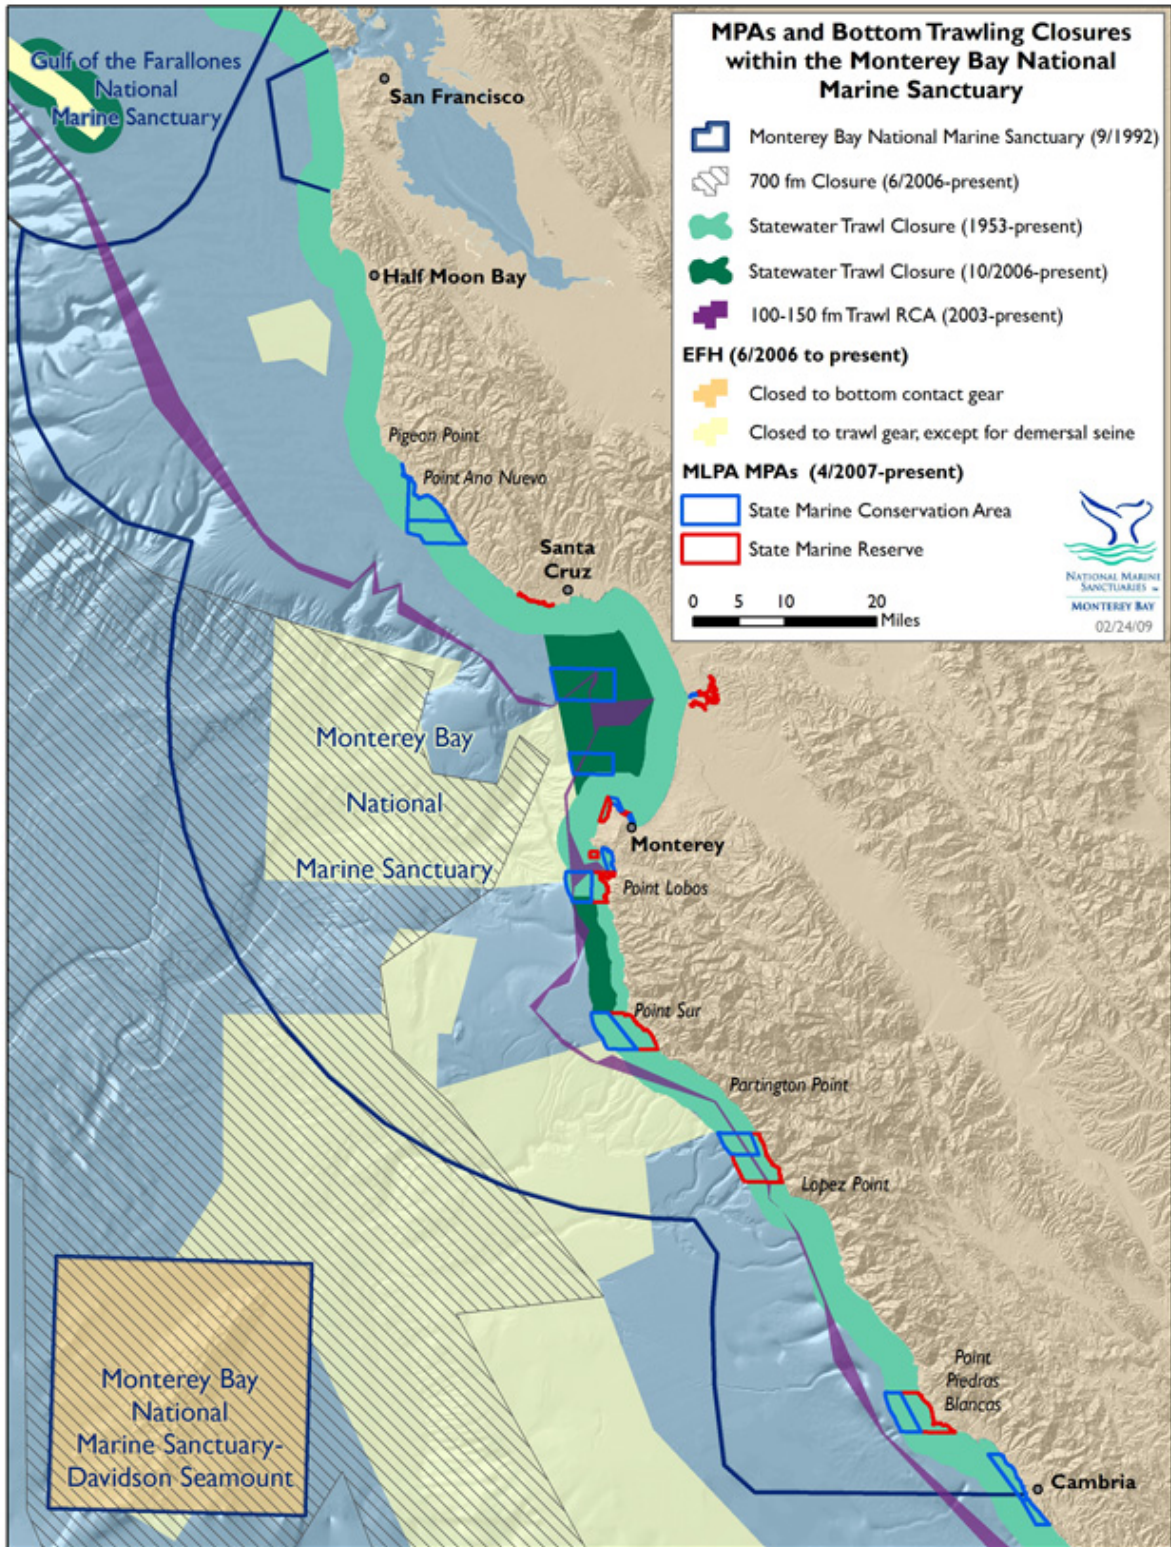 MPAs and Bottom Trawling Closures
within the Monterey Bay National
Marine Sanctuary
Monterey Bay National Marine Sanctuary (9/1992)
700 fm Closure (6/2006-present)
Statewater Trawl Closure (1953-present)
Statewater Trawl Closure (10/2006-present)
100-150 fm Trawl RCA (2003-present)
EFH (6/2006 to present)
Closed to bottom contact gear
Closed to trawl gear, except for demersal seine
MLPA MPAs (4/2007-present)
State Marine Conservation Area
State Marine Reserve
0 5 10 20
Miles
NATIONAL MARINE
SANCTUARIES
MONTEREY BAY
02/24/09
Gulf of the Farallones
National
Marine Sanctuary
San Francisco
Half Moon Bay
Pigeon Point
Point Ano Nuevo
Santa
Cruz
Monterey Bay
National
Marine Sanctuary
Monterey
Point Lobos
Point Sur
Partington Point
Lopez Point
Point
Piedras
Blancas
Cambria
Monterey Bay
National
Marine Sanctuary-
Davidson Seamount